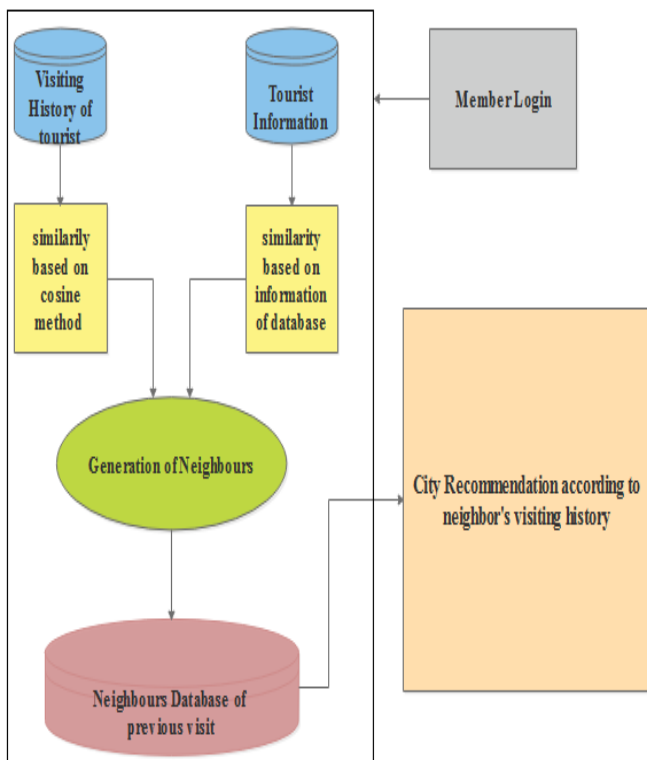 Visiting
History of
tourist
Tourist
Information
Member Login
similarily
based on
cosine
method
similarity
based on
information
of database
Generation of Neighbours
City Recommendation according to
neighbor's visiting history
Neighbours Database of
previous visit